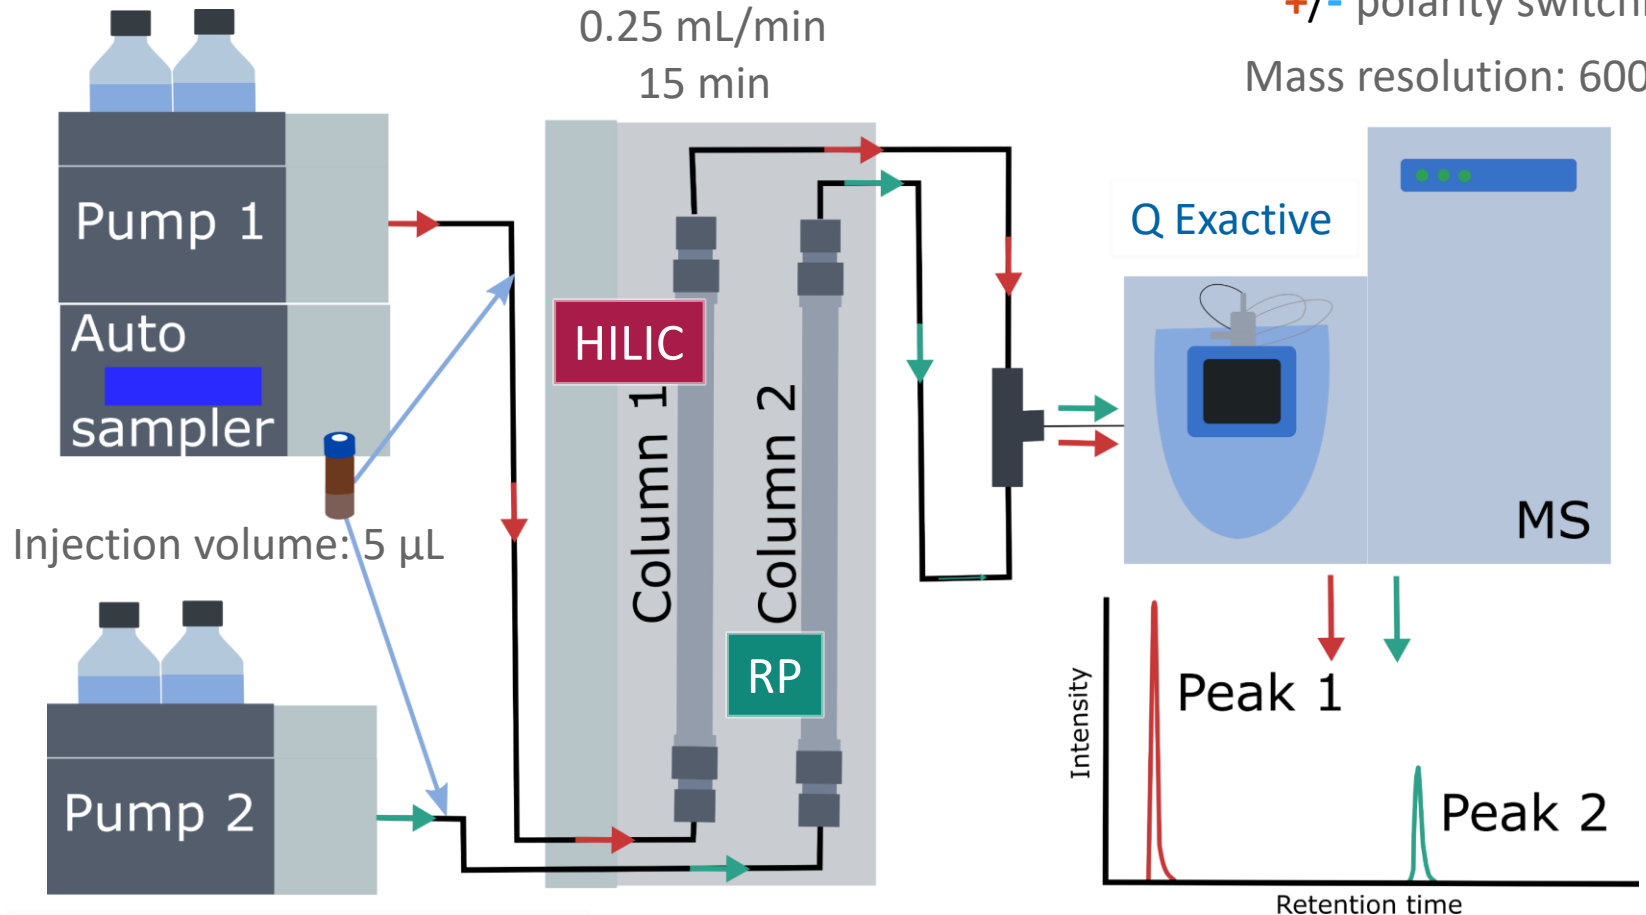 0.25 mL/min
15 min
+/- polarity
Mass resolution:
Pump 1
Auto
sampler
Injection volume: 5 µL
Pump 2
HILIC
Column 1
Column 2
RP
Q Exactive
MS
Peak 1
Peak 2
Intensity
Retention time